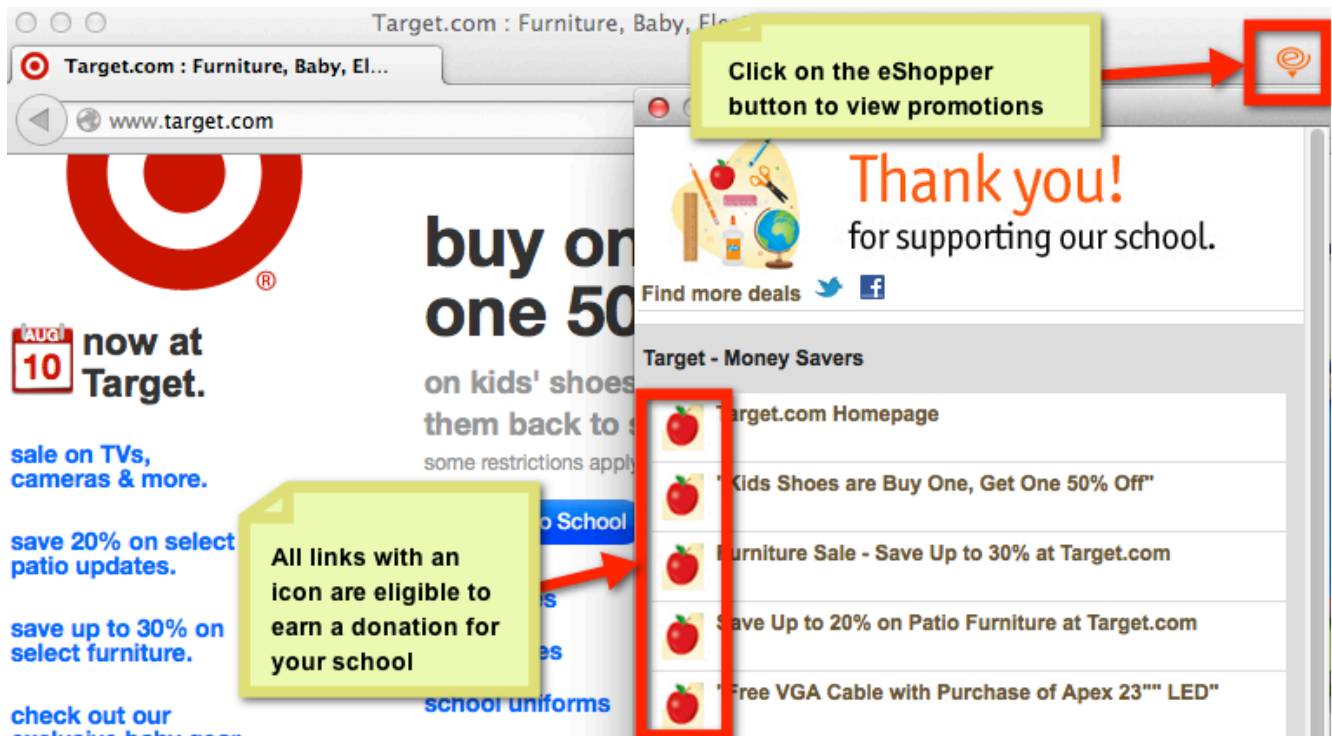 Target.com : Furniture, Baby,
Target.com : Furniture, Baby, El...
www.target.com
Click on the eShopper
button to view promotions
®
AUG
10
now at
Target.
sale on TVs,
cameras & more.
save 20% on select
patio updates.
save up to 30% on
select furniture.
check out our
buy on
one 50
on kids' shoes
them back to
some restrictions apply
School
school uniforms
All links with an
icon are eligible to
earn a donation for
your school
Thank you!
for supporting our school.
Find more deals
Target - Money Savers
Target.com Homepage
"Kids Shoes are Buy One, Get One 50% Off"
Furniture Sale - Save Up to 30% at Target.com
Save Up to 20% on Patio Furniture at Target.com
"Free VGA Cable with Purchase of Apex 23"" LED"